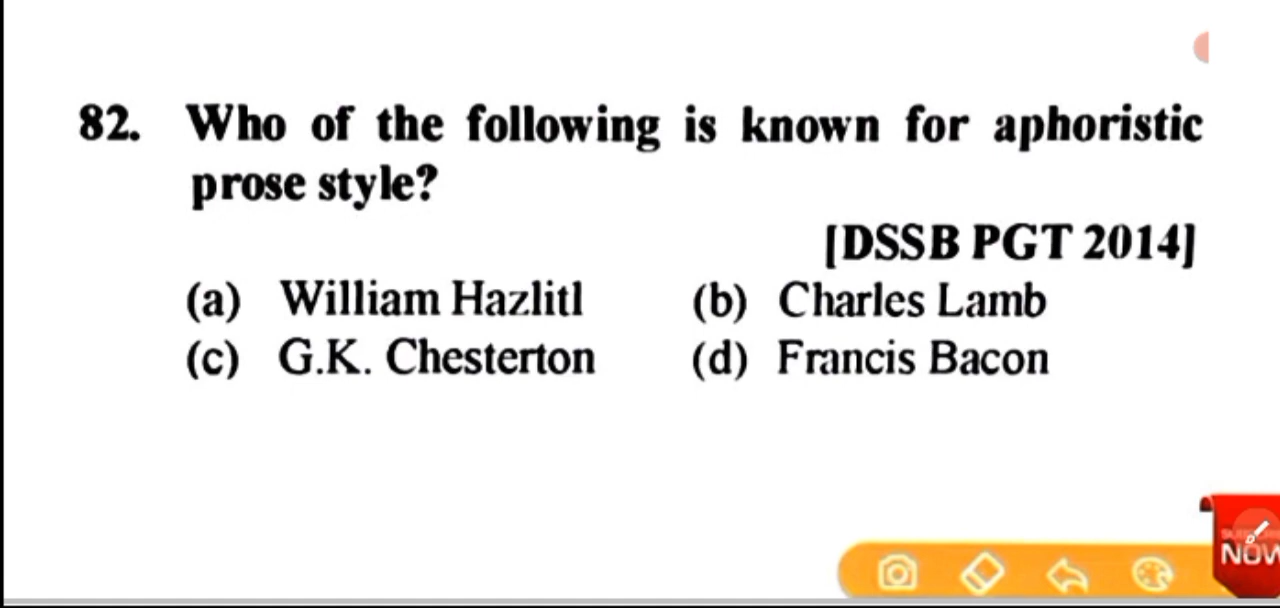 82. Who of the following is known for aphoristic
prose style?
[DSSB PGT 2014]
(a) William Hazlitl (b) Charles Lamb
(c) G.K. Chesterton (d) Francis Bacon
NOW